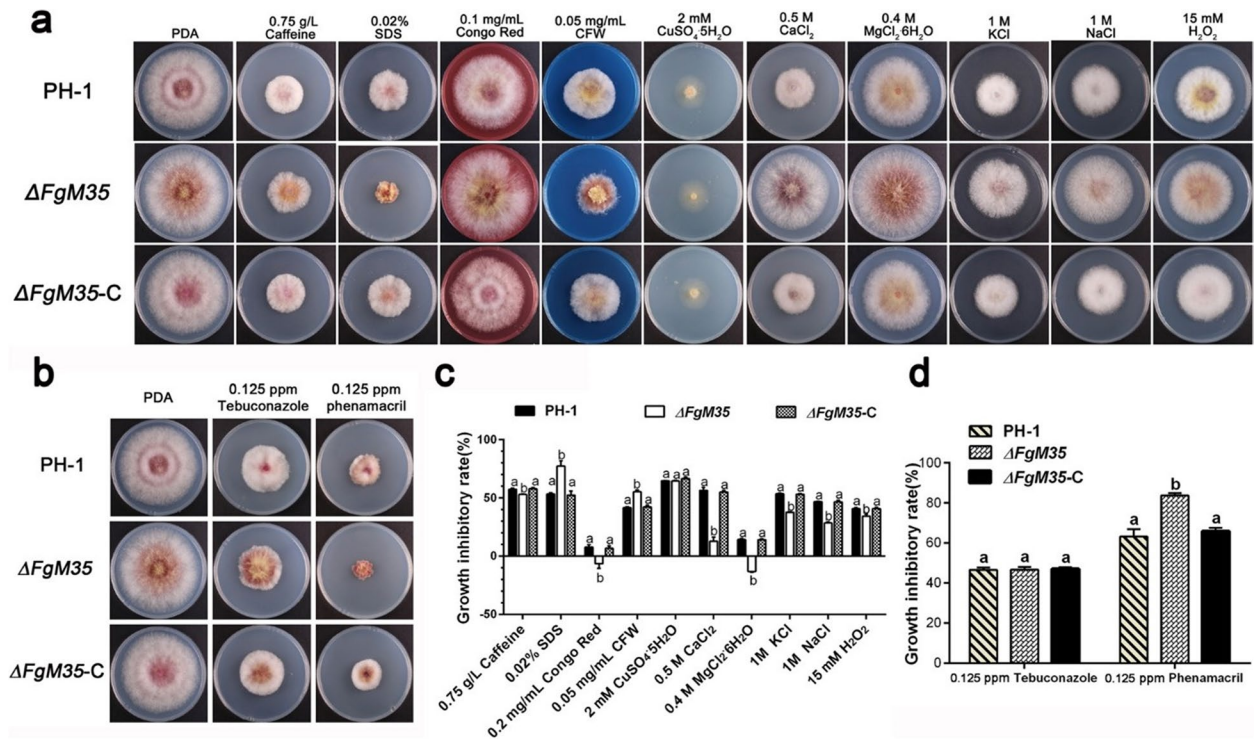 a
PDA
0.75 g/L
Caffeine
0.02%
SDS
0.1 mg/mL
Congo Red
0.05 mg/mL
CFW
2 mM
CuSO₄·5H₂O
0.5 M
CaCl₂
0.4 M
MgCl₂·6H₂O
1 M
KCl
1 M
NaCl
15 mM
H₂O₂
PH-1
ΔFgM35
ΔFgM35-C
b
PDA
0.125 ppm
Tebuconazole
0.125 ppm
phenamacril
PH-1
ΔFgM35
ΔFgM35-C
c
PH-1
ΔFgM35
ΔFgM35-C
Growth inhibitory rate(%)
100
50
0
-50
a b a
a b a
a b a
a b a
a a a
a b a
a b a
a b a
a b a
a b a
0.75 g/L Caffeine
0.02% SDS
0.2 mg/mL Congo Red
0.05 mg/mL CFW
2 mM CuSO₄·5H₂O
0.5 M CaCl₂
0.4 M MgCl₂·6H₂O
1M KCl
1M NaCl
15 mM H₂O₂
d
PH-1
ΔFgM35
ΔFgM35-C
Growth inhibitory rate(%)
100
80
60
40
20
0
a a a
a b a
0.125 ppm Tebuconazole
0.125 ppm Phenamacril